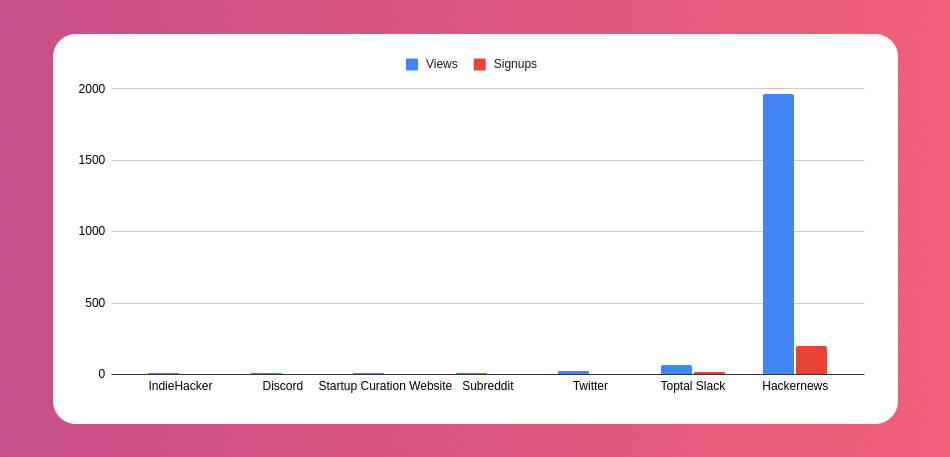 Views Signups
2000
1500
1000
500
0
IndieHacker Discord Startup Curation Website Subreddit Twitter Toptal Slack Hackernews